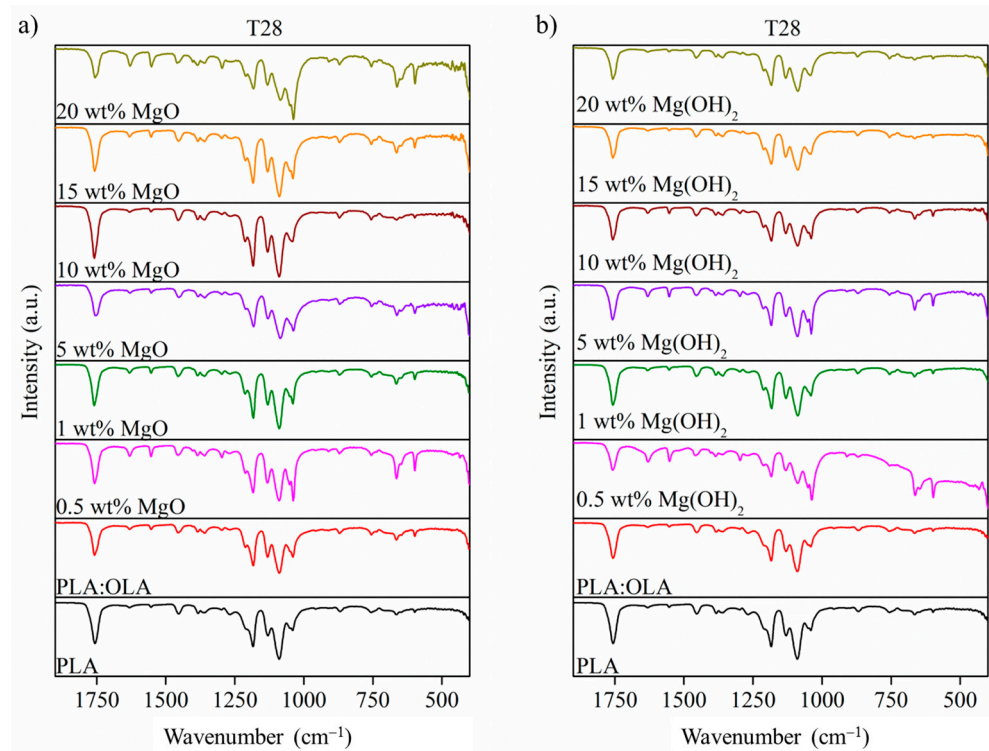 a)
T28
20 wt% MgO
15 wt% MgO
10 wt% MgO
5 wt% MgO
1 wt% MgO
0.5 wt% MgO
PLA:OLA
PLA
Intensity (a.u.)
1750 1500 1250 1000 750 500
Wavenumber (cm⁻¹)
b)
T28
20 wt% Mg(OH)₂
15 wt% Mg(OH)₂
10 wt% Mg(OH)₂
5 wt% Mg(OH)₂
1 wt% Mg(OH)₂
0.5 wt% Mg(OH)₂
PLA:OLA
PLA
Intensity (a.u.)
1750 1500 1250 1000 750 500
Wavenumber (cm⁻¹)